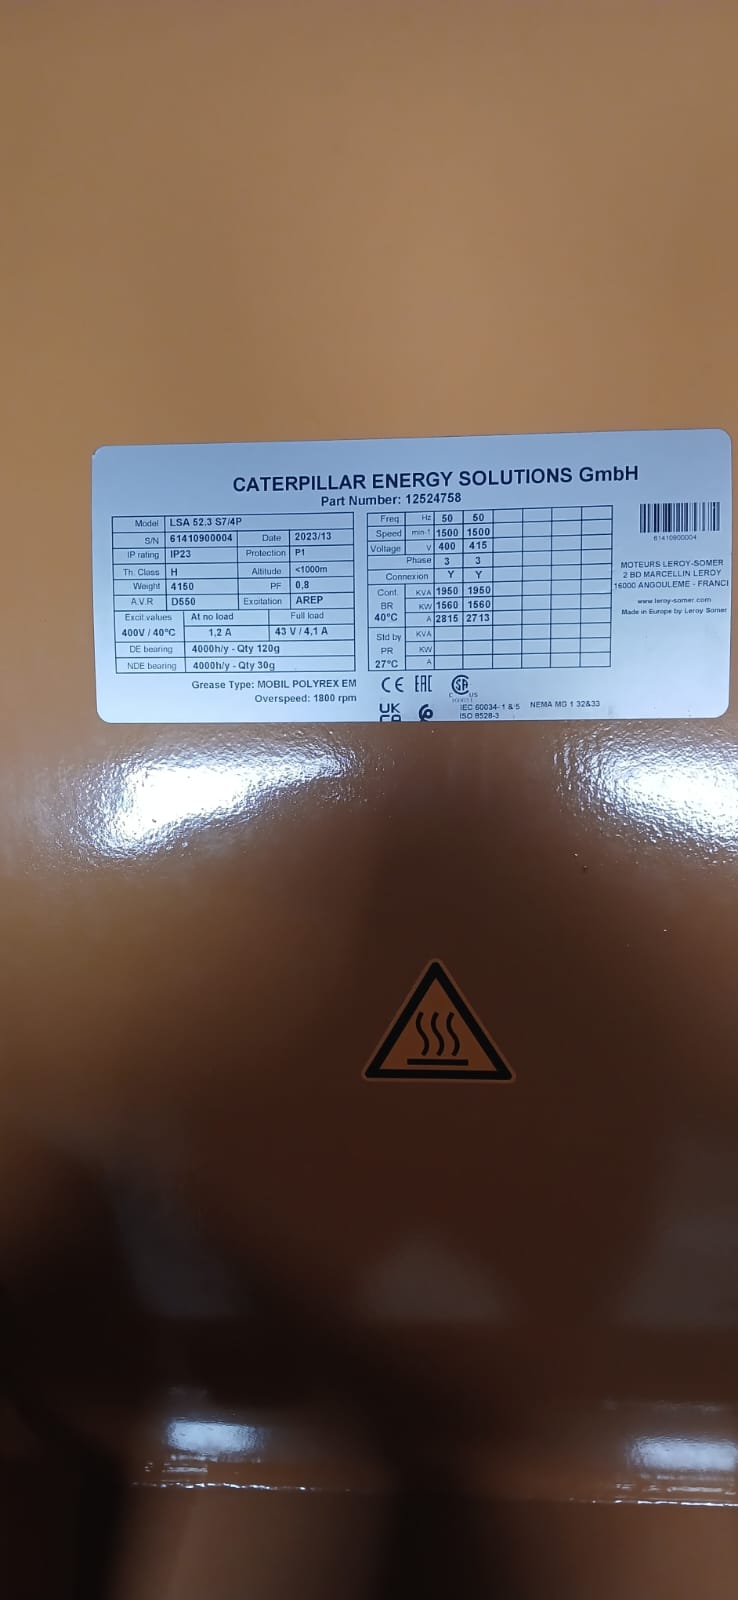 CATERPILLAR ENERGY SOLUTIONS GmbH
Part Number: 12524758
Model LSA 52.3 S7/4P
S/N 61410900004 Date 2023/13
IP rating IP23 Protection P1
Th. Class H Altitude <1000m
Weight 4150 PF 0,8
A.V.R D550 Excitation AREP
Excit.values At no load Full load
400V / 40°C 1,2 A 43 V / 4,1 A
DE bearing 4000h/y - Qty 120g
NDE bearing 4000h/y - Qty 30g
Grease Type: MOBIL POLYREX EM
Overspeed: 1800 rpm
Freq Hz 50 50
Speed min-1 1500 1500
Voltage V 400 415
Phase 3 3
Connexion Y Y
Cont. KVA 1950 1950
BR KW 1560 1560
40°C A 2815 2713
Std by KVA
PR KW
27°C A
CE EAC SA
C US
UK
CA
IEC 60034- 1 & 5 NEMA MG 1 32&33
ISO 8528-3
61410900004
MOTEURS LEROY-SOMER
2 BD MARCELLIN LEROY
16000 ANGOULEME - FRANCE
www.leroy-somer.com
Made in Europe by Leroy Somer